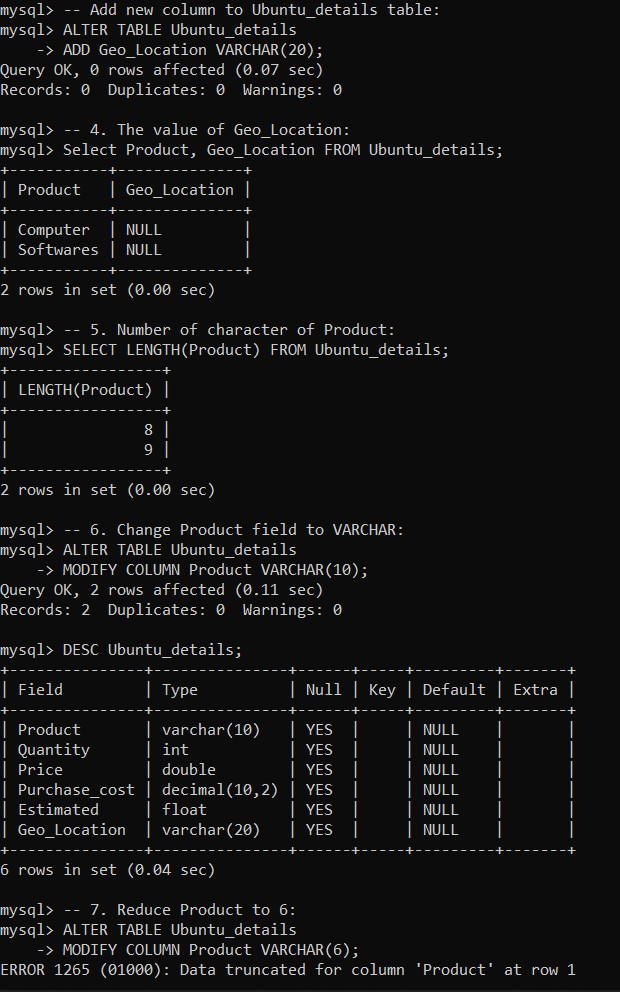 mysql> -- Add new column to Ubuntu_details table:
mysql> ALTER TABLE Ubuntu_details
    -> ADD Geo_Location VARCHAR(20);
Query OK, 0 rows affected (0.07 sec)
Records: 0  Duplicates: 0  Warnings: 0

mysql> -- 4. The value of Geo_Location:
mysql> Select Product, Geo_Location FROM Ubuntu_details;
+-----------+--------------+
| Product   | Geo_Location |
+-----------+--------------+
| Computer  | NULL         |
| Softwares | NULL         |
+-----------+--------------+
2 rows in set (0.00 sec)

mysql> -- 5. Number of character of Product:
mysql> SELECT LENGTH(Product) FROM Ubuntu_details;
+-----------------+
| LENGTH(Product) |
+-----------------+
|               8 |
|               9 |
+-----------------+
2 rows in set (0.00 sec)

mysql> -- 6. Change Product field to VARCHAR:
mysql> ALTER TABLE Ubuntu_details
    -> MODIFY COLUMN Product VARCHAR(10);
Query OK, 2 rows affected (0.11 sec)
Records: 2  Duplicates: 0  Warnings: 0

mysql> DESC Ubuntu_details;
+---------------+---------------+------+-----+---------+-------+
| Field         | Type          | Null | Key | Default | Extra |
+---------------+---------------+------+-----+---------+-------+
| Product       | varchar(10)   | YES  |     | NULL    |       |
| Quantity      | int           | YES  |     | NULL    |       |
| Price         | double        | YES  |     | NULL    |       |
| Purchase_cost | decimal(10,2) | YES  |     | NULL    |       |
| Estimated     | float         | YES  |     | NULL    |       |
| Geo_Location  | varchar(20)   | YES  |     | NULL    |       |
+---------------+---------------+------+-----+---------+-------+
6 rows in set (0.04 sec)

mysql> -- 7. Reduce Product to 6:
mysql> ALTER TABLE Ubuntu_details
    -> MODIFY COLUMN Product VARCHAR(6);
ERROR 1265 (01000): Data truncated for column 'Product' at row 1